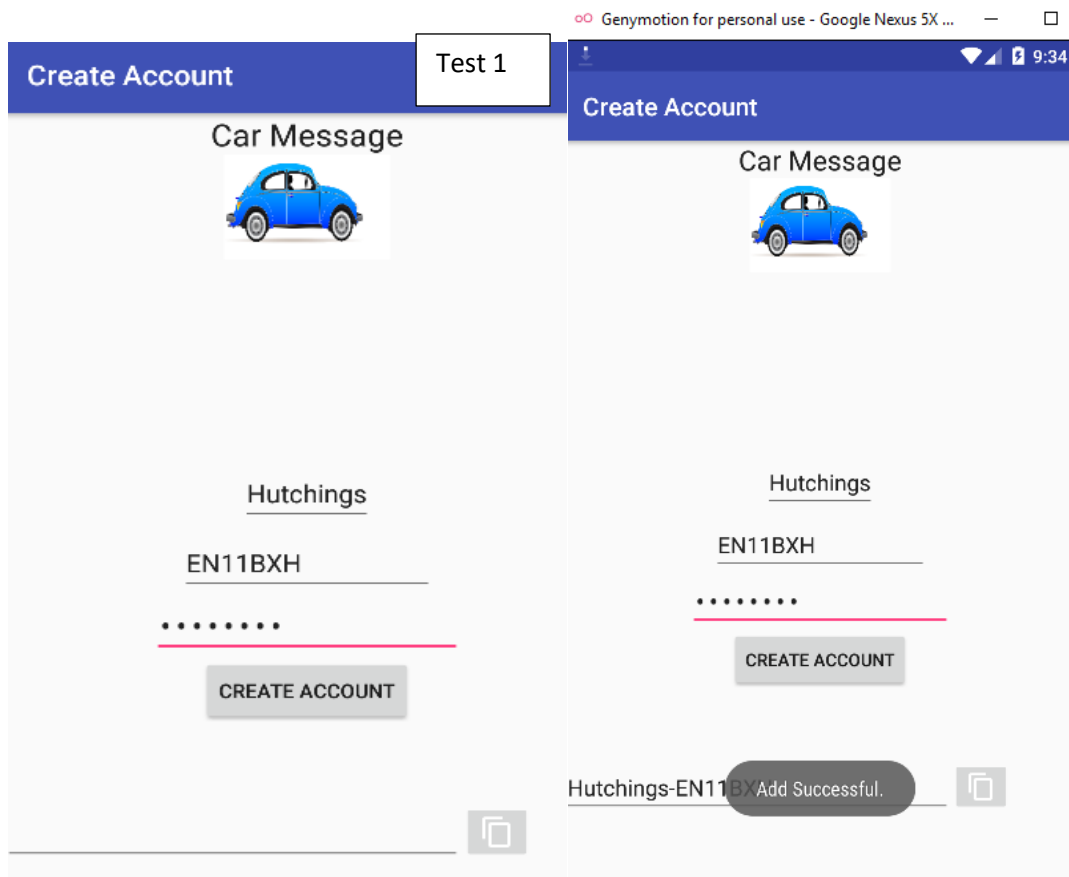 Test 1
Create Account
Car Message
Hutchings
EN11BXH
••••••••
CREATE ACCOUNT
Genymotion for personal use - Google Nexus 5X ...
9:34
Create Account
Car Message
Hutchings
EN11BXH
••••••••
CREATE ACCOUNT
Hutchings-EN11BXH
Add Successful.